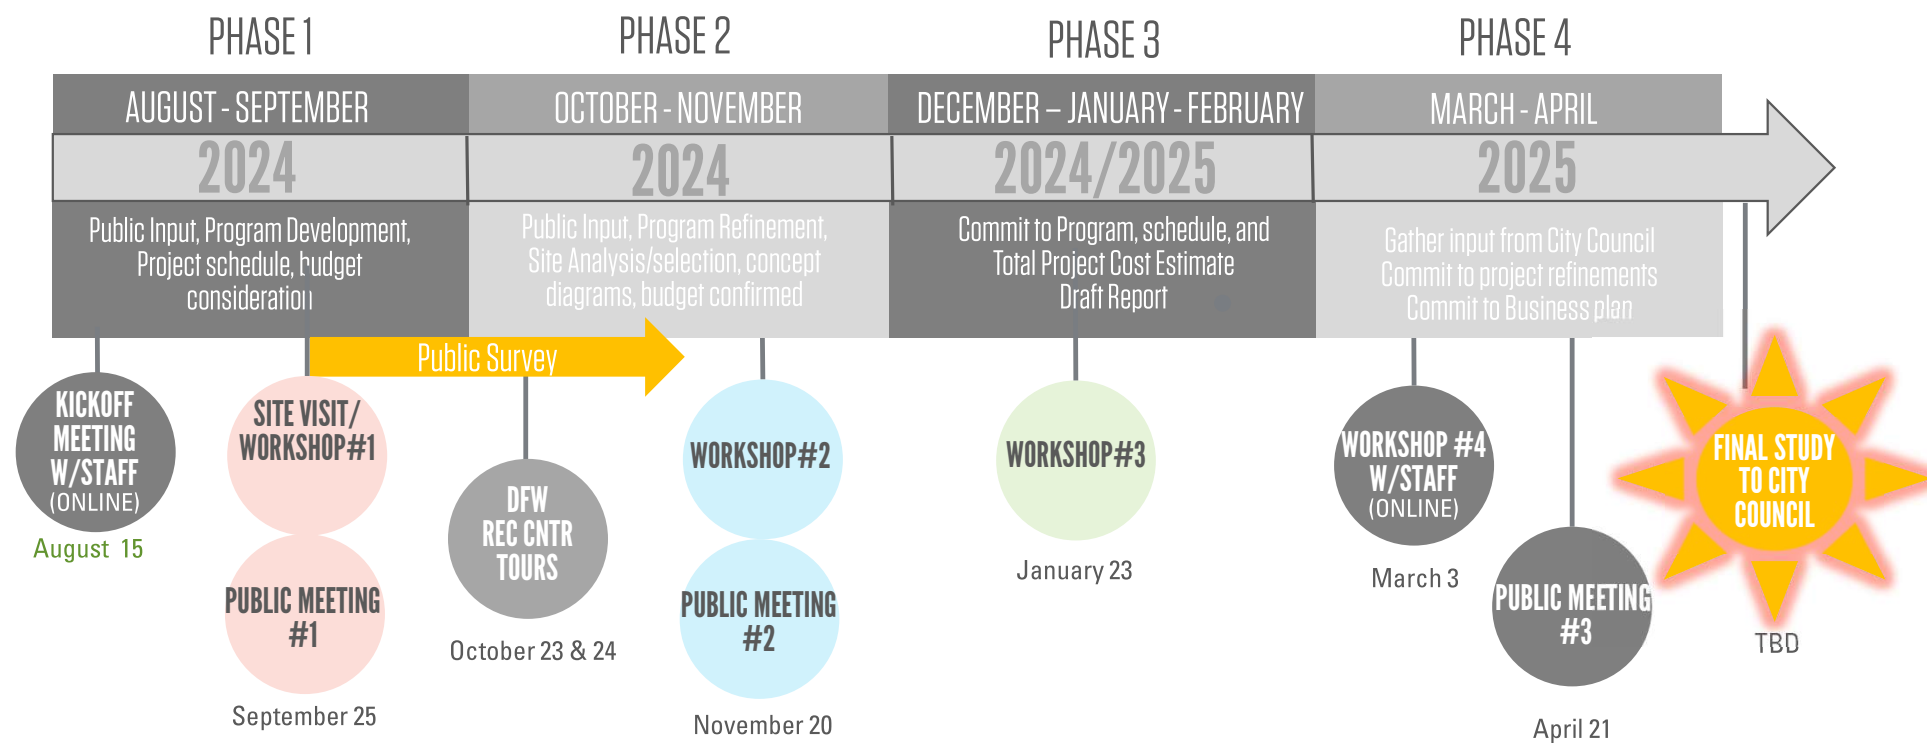 PHASE 1
PHASE 2
PHASE 3
PHASE 4
AUGUST - SEPTEMBER
OCTOBER - NOVEMBER
DECEMBER – JANUARY - FEBRUARY
MARCH - APRIL
2024
2024
2024/2025
2025
Public Input, Program Development,
Project schedule, budget
consideration
Public Input, Program Refinement,
Site Analysis/selection, concept
diagrams, budget confirmed
Commit to Program, schedule, and
Total Project Cost Estimate
Draft Report
Gather input from City Council
Commit to project refinements
Commit to Business plan
Public Survey
KICKOFF
MEETING
W/STAFF
(ONLINE)
August 15
SITE VISIT/
WORKSHOP#1
PUBLIC MEETING
#1
September 25
DFW
REC CNTR
TOURS
October 23 & 24
WORKSHOP#2
PUBLIC MEETING
#2
November 20
WORKSHOP#3
January 23
WORKSHOP #4
W/STAFF
(ONLINE)
March 3
PUBLIC MEETING
#3
April 21
FINAL STUDY
TO CITY
COUNCIL
TBD